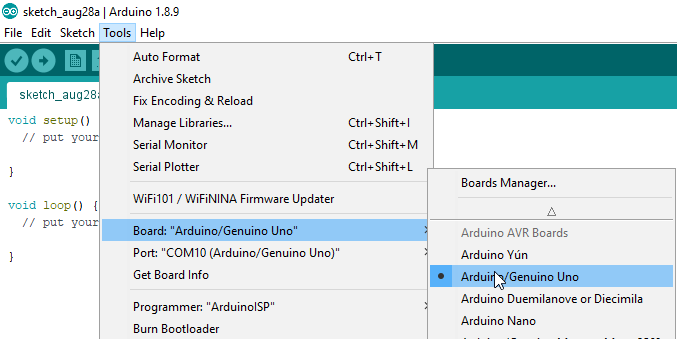 sketch_aug28a | Arduino 1.8.9
File Edit Sketch Tools Help
sketch_aug28a
void setup()
// put your
}
void loop() {
// put your
}
Auto Format Ctrl+T
Archive Sketch
Fix Encoding & Reload
Manage Libraries... Ctrl+Shift+I
Serial Monitor Ctrl+Shift+M
Serial Plotter Ctrl+Shift+L
WiFi101 / WiFiNINA Firmware Updater
Board: "Arduino/Genuino Uno"
Port: "COM10 (Arduino/Genuino Uno)"
Get Board Info
Programmer: "ArduinoISP"
Burn Bootloader
Boards Manager...
Arduino AVR Boards
Arduino Yún
Arduino/Genuino Uno
Arduino Duemilanove or Diecimila
Arduino Nano